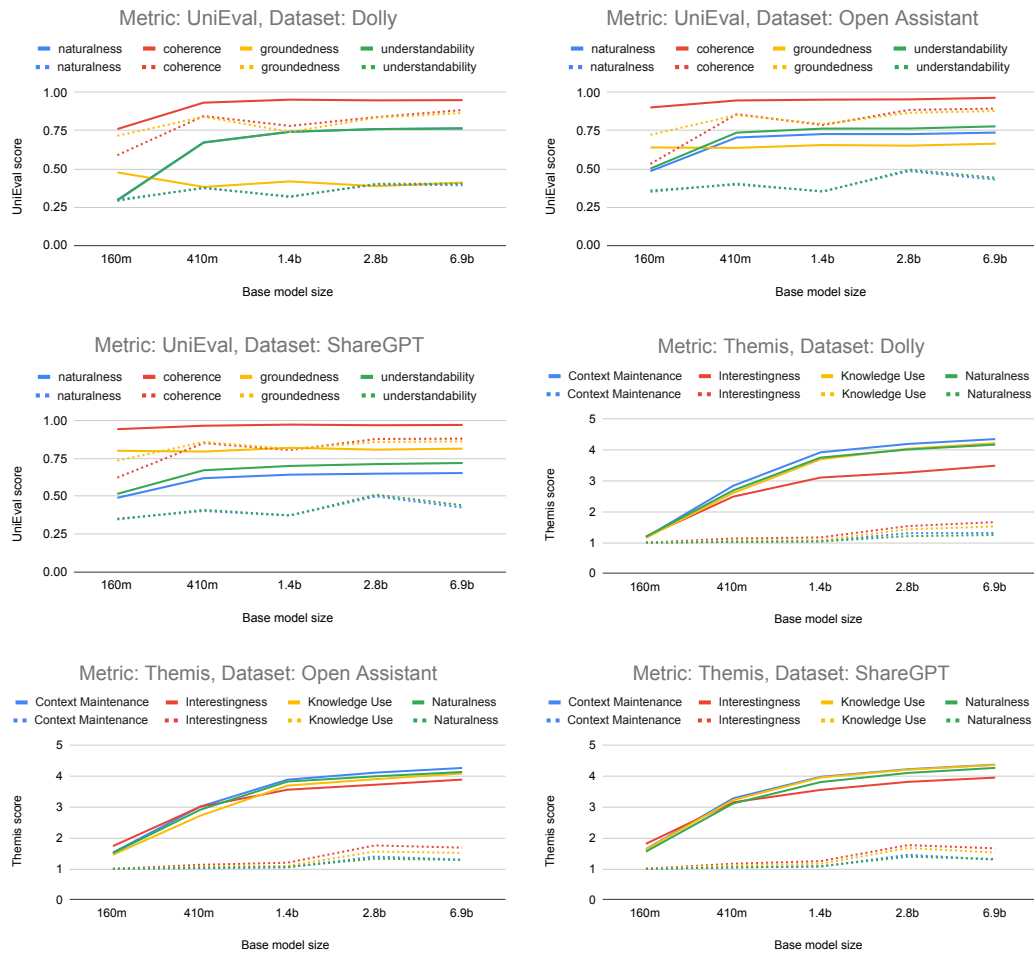 Metric: UniEval, Dataset: Dolly
naturalness coherence groundedness understandability
naturalness coherence groundedness understandability
1.00
0.75
0.50
0.25
0.00
UniEval score
160m 410m 1.4b 2.8b 6.9b
Base model size
Metric: UniEval, Dataset: Open Assistant
naturalness coherence groundedness understandability
naturalness coherence groundedness understandability
1.00
0.75
0.50
0.25
0.00
UniEval score
160m 410m 1.4b 2.8b 6.9b
Base model size
Metric: UniEval, Dataset: ShareGPT
naturalness coherence groundedness understandability
naturalness coherence groundedness understandability
1.00
0.75
0.50
0.25
0.00
UniEval score
160m 410m 1.4b 2.8b 6.9b
Base model size
Metric: Themis, Dataset: Dolly
Context Maintenance Interestingness Knowledge Use Naturalness
Context Maintenance Interestingness Knowledge Use Naturalness
5
4
3
2
1
0
Themis score
160m 410m 1.4b 2.8b 6.9b
Base model size
Metric: Themis, Dataset: Open Assistant
Context Maintenance Interestingness Knowledge Use Naturalness
Context Maintenance Interestingness Knowledge Use Naturalness
5
4
3
2
1
0
Themis score
160m 410m 1.4b 2.8b 6.9b
Base model size
Metric: Themis, Dataset: ShareGPT
Context Maintenance Interestingness Knowledge Use Naturalness
Context Maintenance Interestingness Knowledge Use Naturalness
5
4
3
2
1
0
Themis score
160m 410m 1.4b 2.8b 6.9b
Base model size